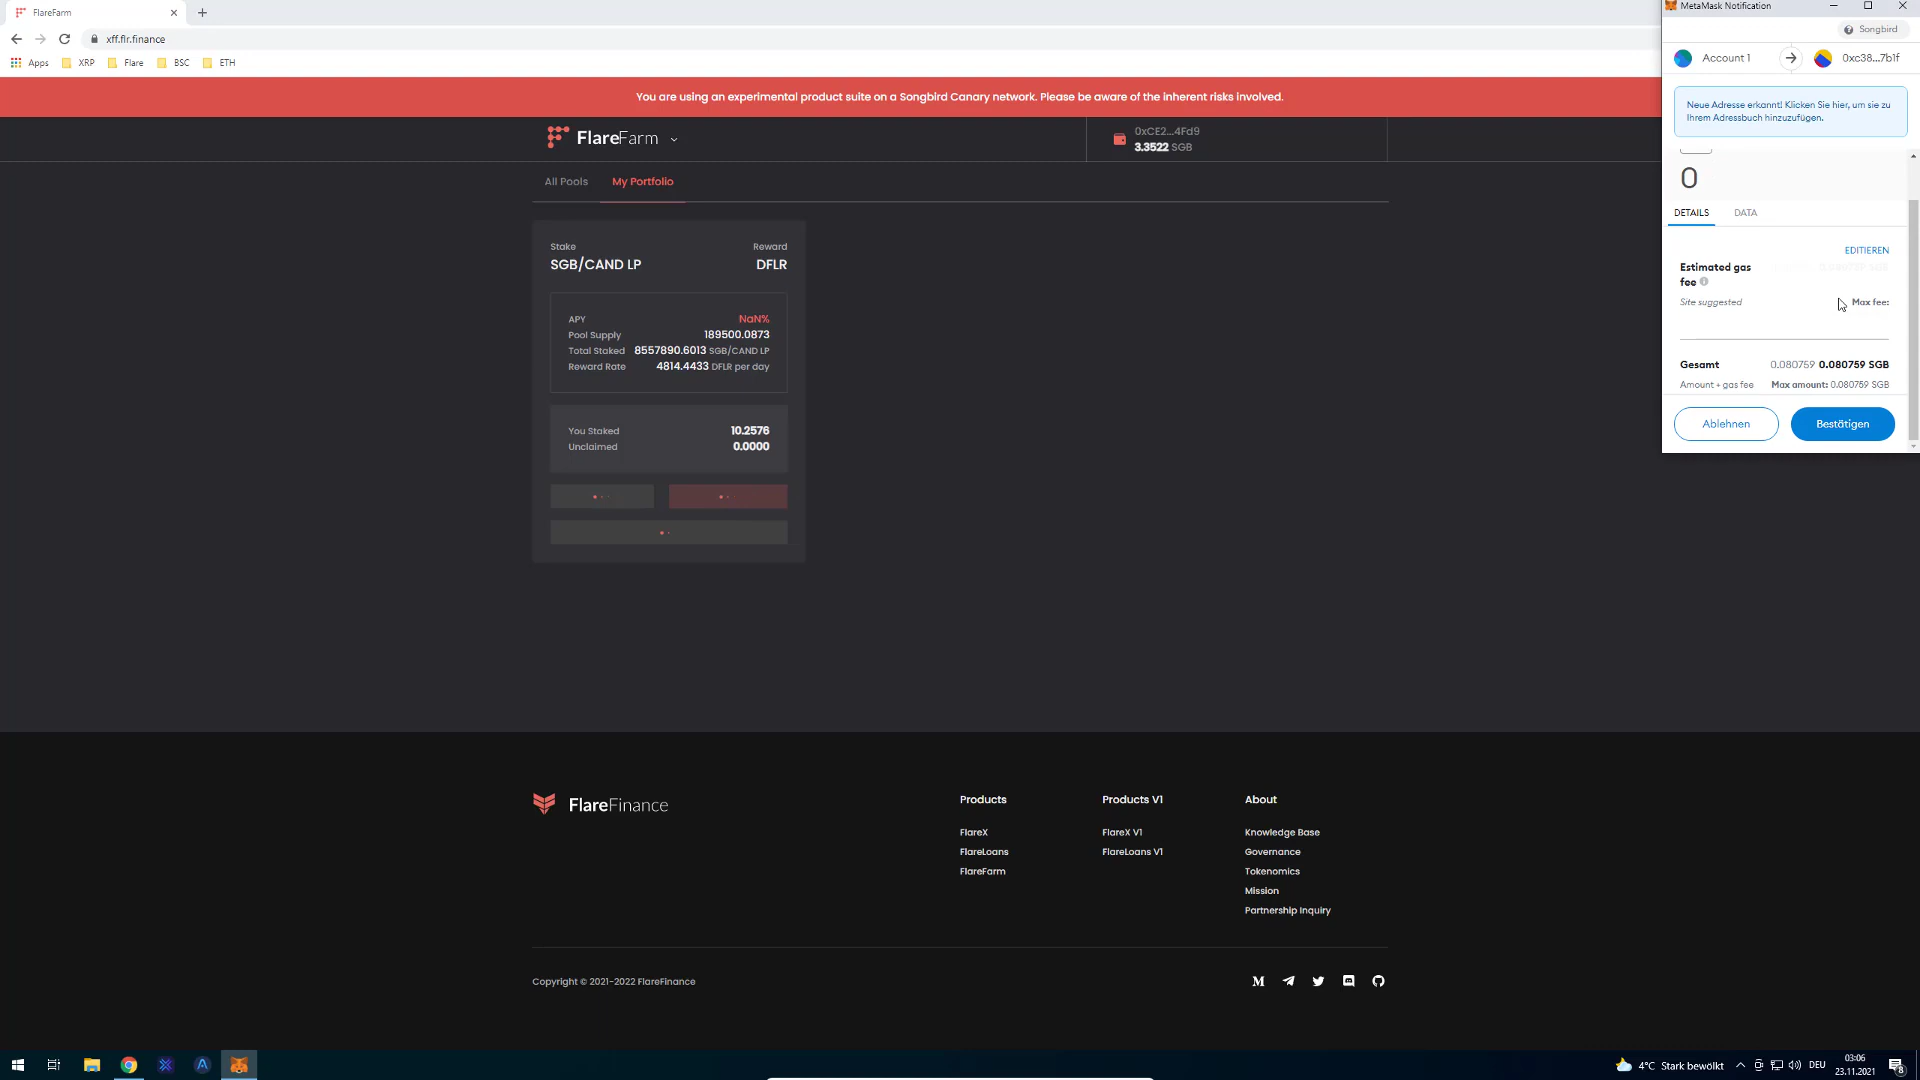 FlareFarm
xff.flr.finance
Apps
XRP
Flare
BSC
ETH
You are using an experimental product suite on a Songbird Canary network. Please be aware of the inherent risks involved.
FlareFarm
0xCE2...4Fd9
3.3522 SGB
All Pools
My Portfolio
Stake
Reward
SGB/CAND LP
DFLR
APY
NaN%
Pool Supply
189500.0873
Total Staked
8557890.6013 SGB/CAND LP
Reward Rate
4814.4433 DFLR per day
You Staked
10.2576
Unclaimed
0.0000
MetaMask Notification
Songbird
Account 1
0xc38...7b1f
Neue Adresse erkannt! Klicken Sie hier, um sie zu
Ihrem Adressbuch hinzuzufügen.
0
DETAILS
DATA
EDITIEREN
Estimated gas
fee
Site suggested
Max fee:
Gesamt
0.080759 0.080759 SGB
Amount + gas fee
Max amount: 0.080759 SGB
Ablehnen
Bestätigen
FlareFinance
Products
FlareX
FlareLoans
FlareFarm
Products V1
FlareX V1
FlareLoans V1
About
Knowledge Base
Governance
Tokenomics
Mission
Partnership Inquiry
Copyright © 2021-2022 FlareFinance
4°C Stark bewölkt
DEU
03:06
23.11.2021
8